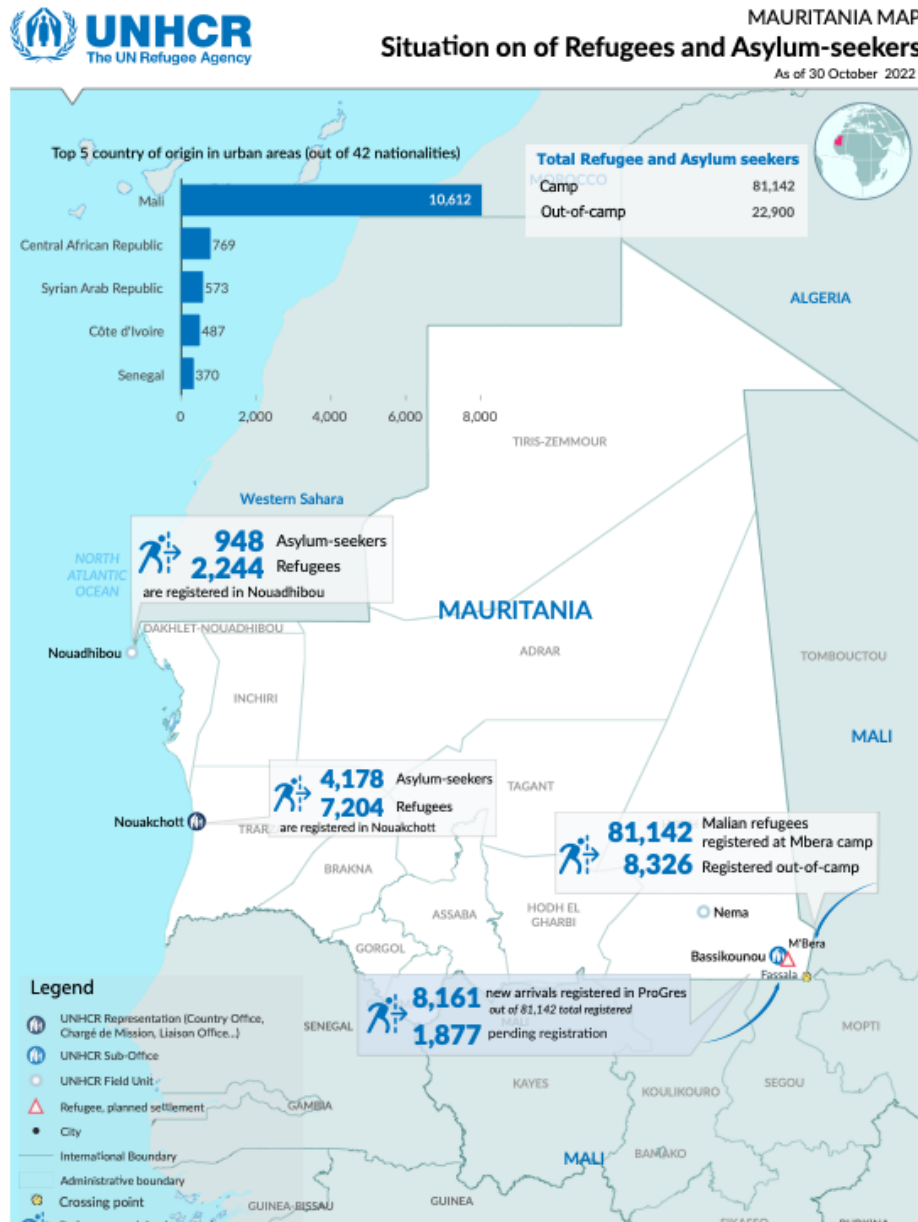 UNHCR
The UN Refugee Agency
MAURITANIA MAP
Situation on of Refugees and Asylum-seekers
As of 30 October 2022
Top 5 country of origin in urban areas (out of 42 nationalities)
Mali 10,612
Central African Republic 769
Syrian Arab Republic 573
Côte d'Ivoire 487
Senegal 370
0 2,000 4,000 6,000 8,000
Total Refugee and Asylum seekers
MOROCCO
Camp 81,142
Out-of-camp 22,900
ALGERIA
TIRIS-ZEMMOUR
Western Sahara
948 Asylum-seekers
2,244 Refugees
are registered in Nouadhibou
NORTH
ATLANTIC
OCEAN
MAURITANIA
DAKHLET-NOUADHIBOU
Nouadhibou
ADRAR
TOMBOUCTOU
INCHIRI
MALI
4,178 Asylum-seekers
7,204 Refugees
are registered in Nouakchott
TAGANT
Nouakchott
BRAKNA
81,142 Malian refugees
registered at Mbera camp
8,326 Registered out-of-camp
ASSABA
HODH EL
GHARBI
Nema
GORGOL
M'Bera
Bassikounou
Fassala
8,161 new arrivals registered in ProGres
out of 81,142 total registered
MALI
1,877 pending registration
Legend
UNHCR Representation (Country Office,
Chargé de Mission, Liaison Office...)
UNHCR Sub-Office
UNHCR Field Unit
Refugee, planned settlement
City
International Boundary
Administrative boundary
Crossing point
SENEGAL
MOPTI
KAYES
KOULIKOURO
SEGOU
GAMBIA
MALI
BAMAKO
GUINEA-BISSAU
GUINEA